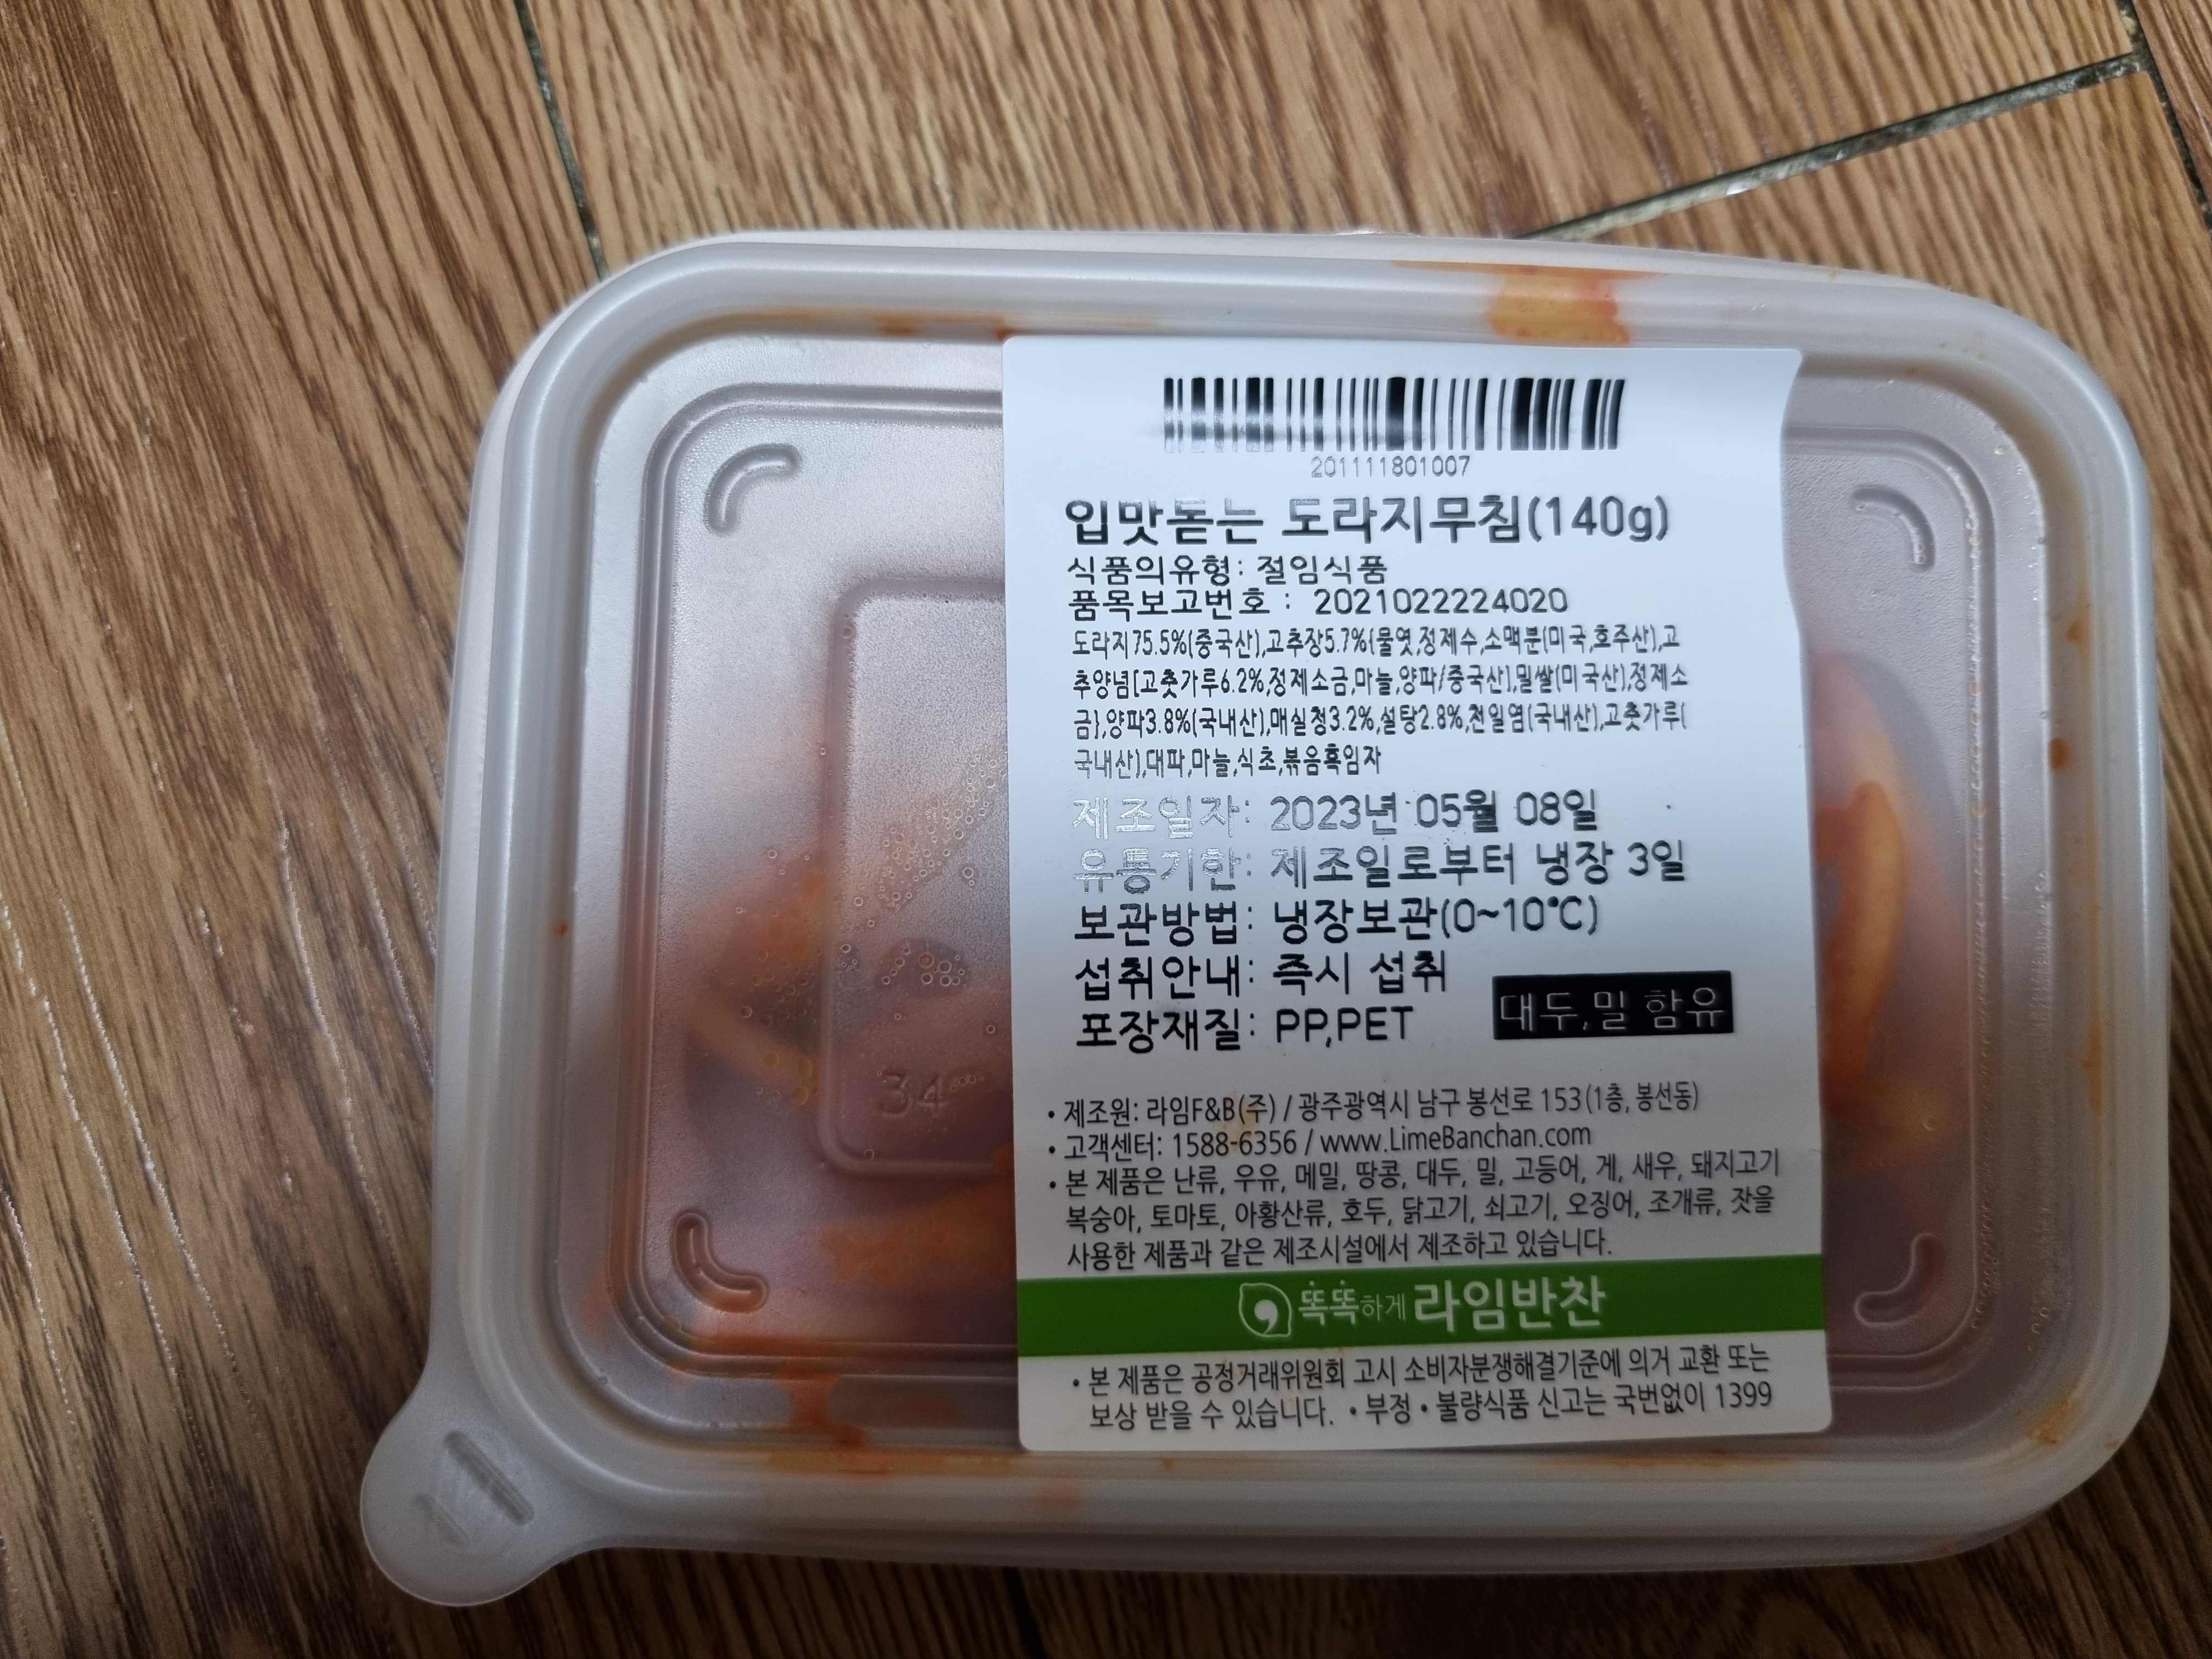 201111801007
입맛돋는 도라지무침(140g)
식품의유형: 절임식품
품목보고번호 : 2021022224020
도라지75.5%(중국산),고추장5.7%{물엿,정제수,소맥분(미국,호주산),고
추양념[고춧가루6.2%,정제소금,마늘,양파/중국산],밀쌀(미국산),정제소
금},양파3.8%(국내산),매실청3.2%,설탕2.8%,천일염(국내산),고춧가루(
국내산),대파,마늘,식초,볶음흑임자
제조일자: 2023년 05월 08일
유통기한: 제조일로부터 냉장 3일
보관방법: 냉장보관(0~10°C)
섭취안내: 즉시 섭취
포장재질: PP,PET
대두,밀 함유
• 제조원: 라임F&B(주) / 광주광역시 남구 봉선로 153(1층, 봉선동)
• 고객센터: 1588-6356 / www.LimeBanchan.com
• 본 제품은 난류, 우유, 메밀, 땅콩, 대두, 밀, 고등어, 게, 새우, 돼지고기
복숭아, 토마토, 아황산류, 호두, 닭고기, 쇠고기, 오징어, 조개류, 잣을
사용한 제품과 같은 제조시설에서 제조하고 있습니다.
똑똑하게 라임반찬
• 본 제품은 공정거래위원회 고시 소비자분쟁해결기준에 의거 교환 또는
보상 받을 수 있습니다. • 부정 • 불량식품 신고는 국번없이 1399
34